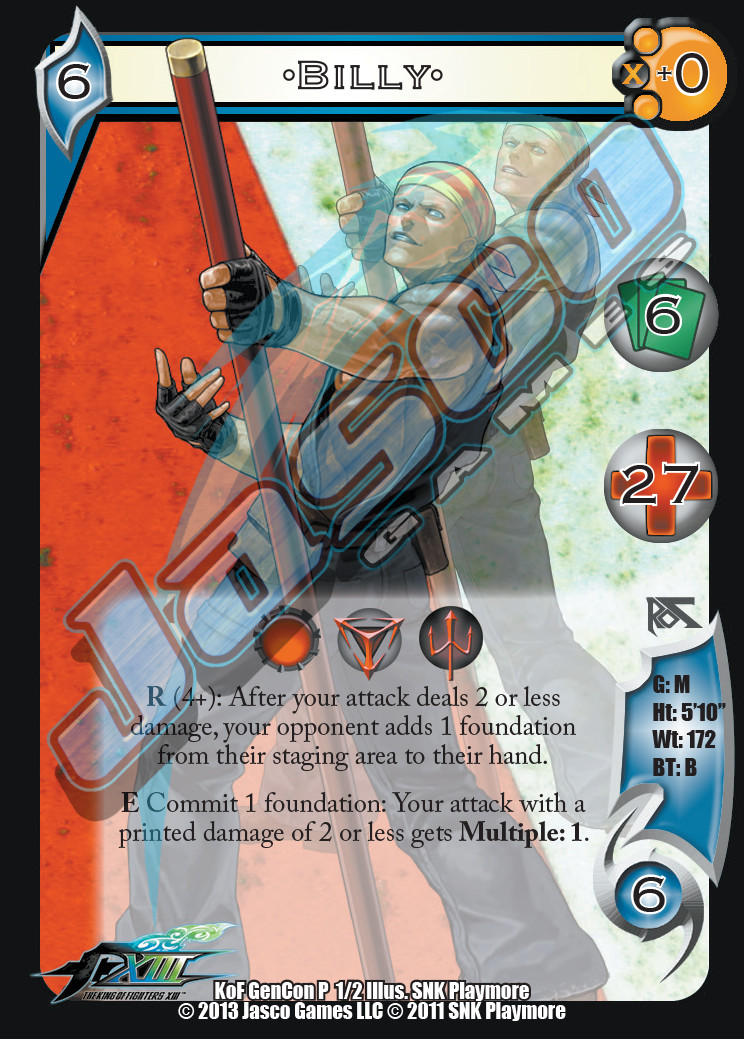 6
•BILLY•
X +0
6
27
R (4+): After your attack deals 2 or less
damage, your opponent adds 1 foundation
from their staging area to their hand.
E Commit 1 foundation: Your attack with a
printed damage of 2 or less gets Multiple: 1.
G: M
Ht: 5'10”
Wt: 172
BT: B
6
JASCO
GAMES
XIII
THE KING OF FIGHTERS XIII™
KoF GenCon P 1/2 Illus. SNK Playmore
© 2013 Jasco Games LLC © 2011 SNK Playmore